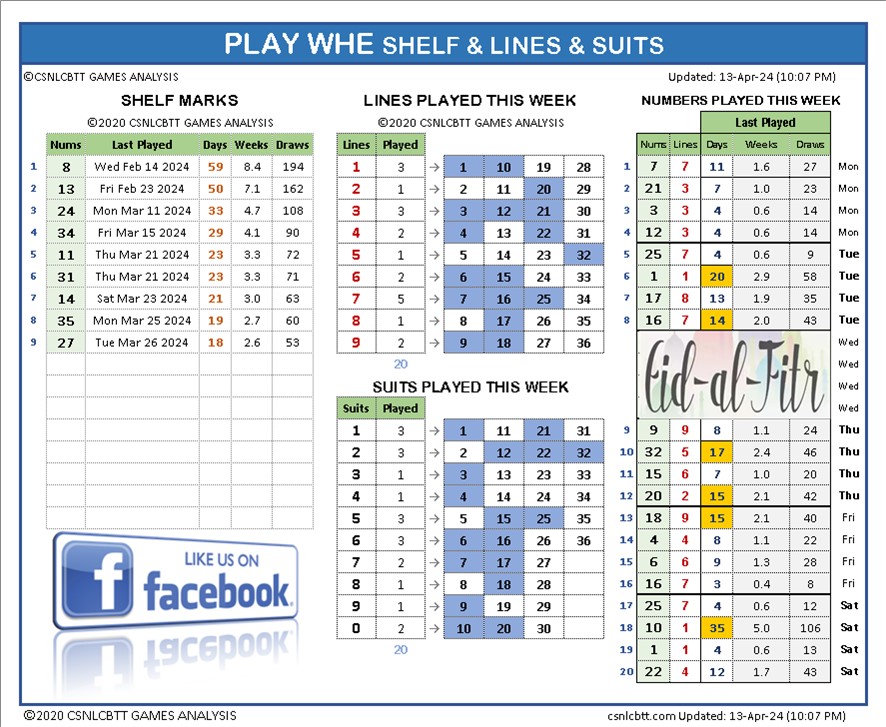 PLAY WHE SHELF & LINES & SUITS
©CSNLCBTT GAMES ANALYSIS
Updated: 13-Apr-24 (10:07 PM)
SHELF MARKS
©2020 CSNLCBTT GAMES ANALYSIS
Nums Last Played Days Weeks Draws
1 8 Wed Feb 14 2024 59 8.4 194
2 13 Fri Feb 23 2024 50 7.1 162
3 24 Mon Mar 11 2024 33 4.7 108
4 34 Fri Mar 15 2024 29 4.1 90
5 11 Thu Mar 21 2024 23 3.3 72
6 31 Thu Mar 21 2024 23 3.3 71
7 14 Sat Mar 23 2024 21 3.0 63
8 35 Mon Mar 25 2024 19 2.7 60
9 27 Tue Mar 26 2024 18 2.6 53
LIKE US ON
facebook
LINES PLAYED THIS WEEK
©2020 CSNLCBTT GAMES ANALYSIS
Lines Played
1 3 → 1 10 19 28
2 1 → 2 11 20 29
3 3 → 3 12 21 30
4 2 → 4 13 22 31
5 1 → 5 14 23 32
6 2 → 6 15 24 33
7 5 → 7 16 25 34
8 1 → 8 17 26 35
9 2 → 9 18 27 36
20
SUITS PLAYED THIS WEEK
Suits Played
1 3 → 1 11 21 31
2 3 → 2 12 22 32
3 1 → 3 13 23 33
4 1 → 4 14 24 34
5 3 → 5 15 25 35
6 3 → 6 16 26 36
7 2 → 7 17 27
8 1 → 8 18 28
9 1 → 9 19 29
0 2 → 10 20 30
20
NUMBERS PLAYED THIS WEEK
Last Played
Nums Lines Days Weeks Draws
1 7 7 11 1.6 27 Mon
2 21 3 7 1.0 23 Mon
3 3 3 4 0.6 14 Mon
4 12 3 4 0.6 14 Mon
5 25 7 4 0.6 9 Tue
6 1 1 20 2.9 58 Tue
7 17 8 13 1.9 35 Tue
8 16 7 14 2.0 43 Tue
Eid-al-Fitr
Wed
Wed
Wed
Wed
9 9 9 8 1.1 24 Thu
10 32 5 17 2.4 46 Thu
11 15 6 7 1.0 20 Thu
12 20 2 15 2.1 42 Thu
13 18 9 15 2.1 40 Fri
14 4 4 8 1.1 22 Fri
15 6 6 9 1.3 28 Fri
16 16 7 3 0.4 8 Fri
17 25 7 4 0.6 12 Sat
18 10 1 35 5.0 106 Sat
19 1 1 4 0.6 13 Sat
20 22 4 12 1.7 43 Sat
©2020 CSNLCBTT GAMES ANALYSIS
csnlcbtt.com Updated: 13-Apr-24 (10:07 PM)